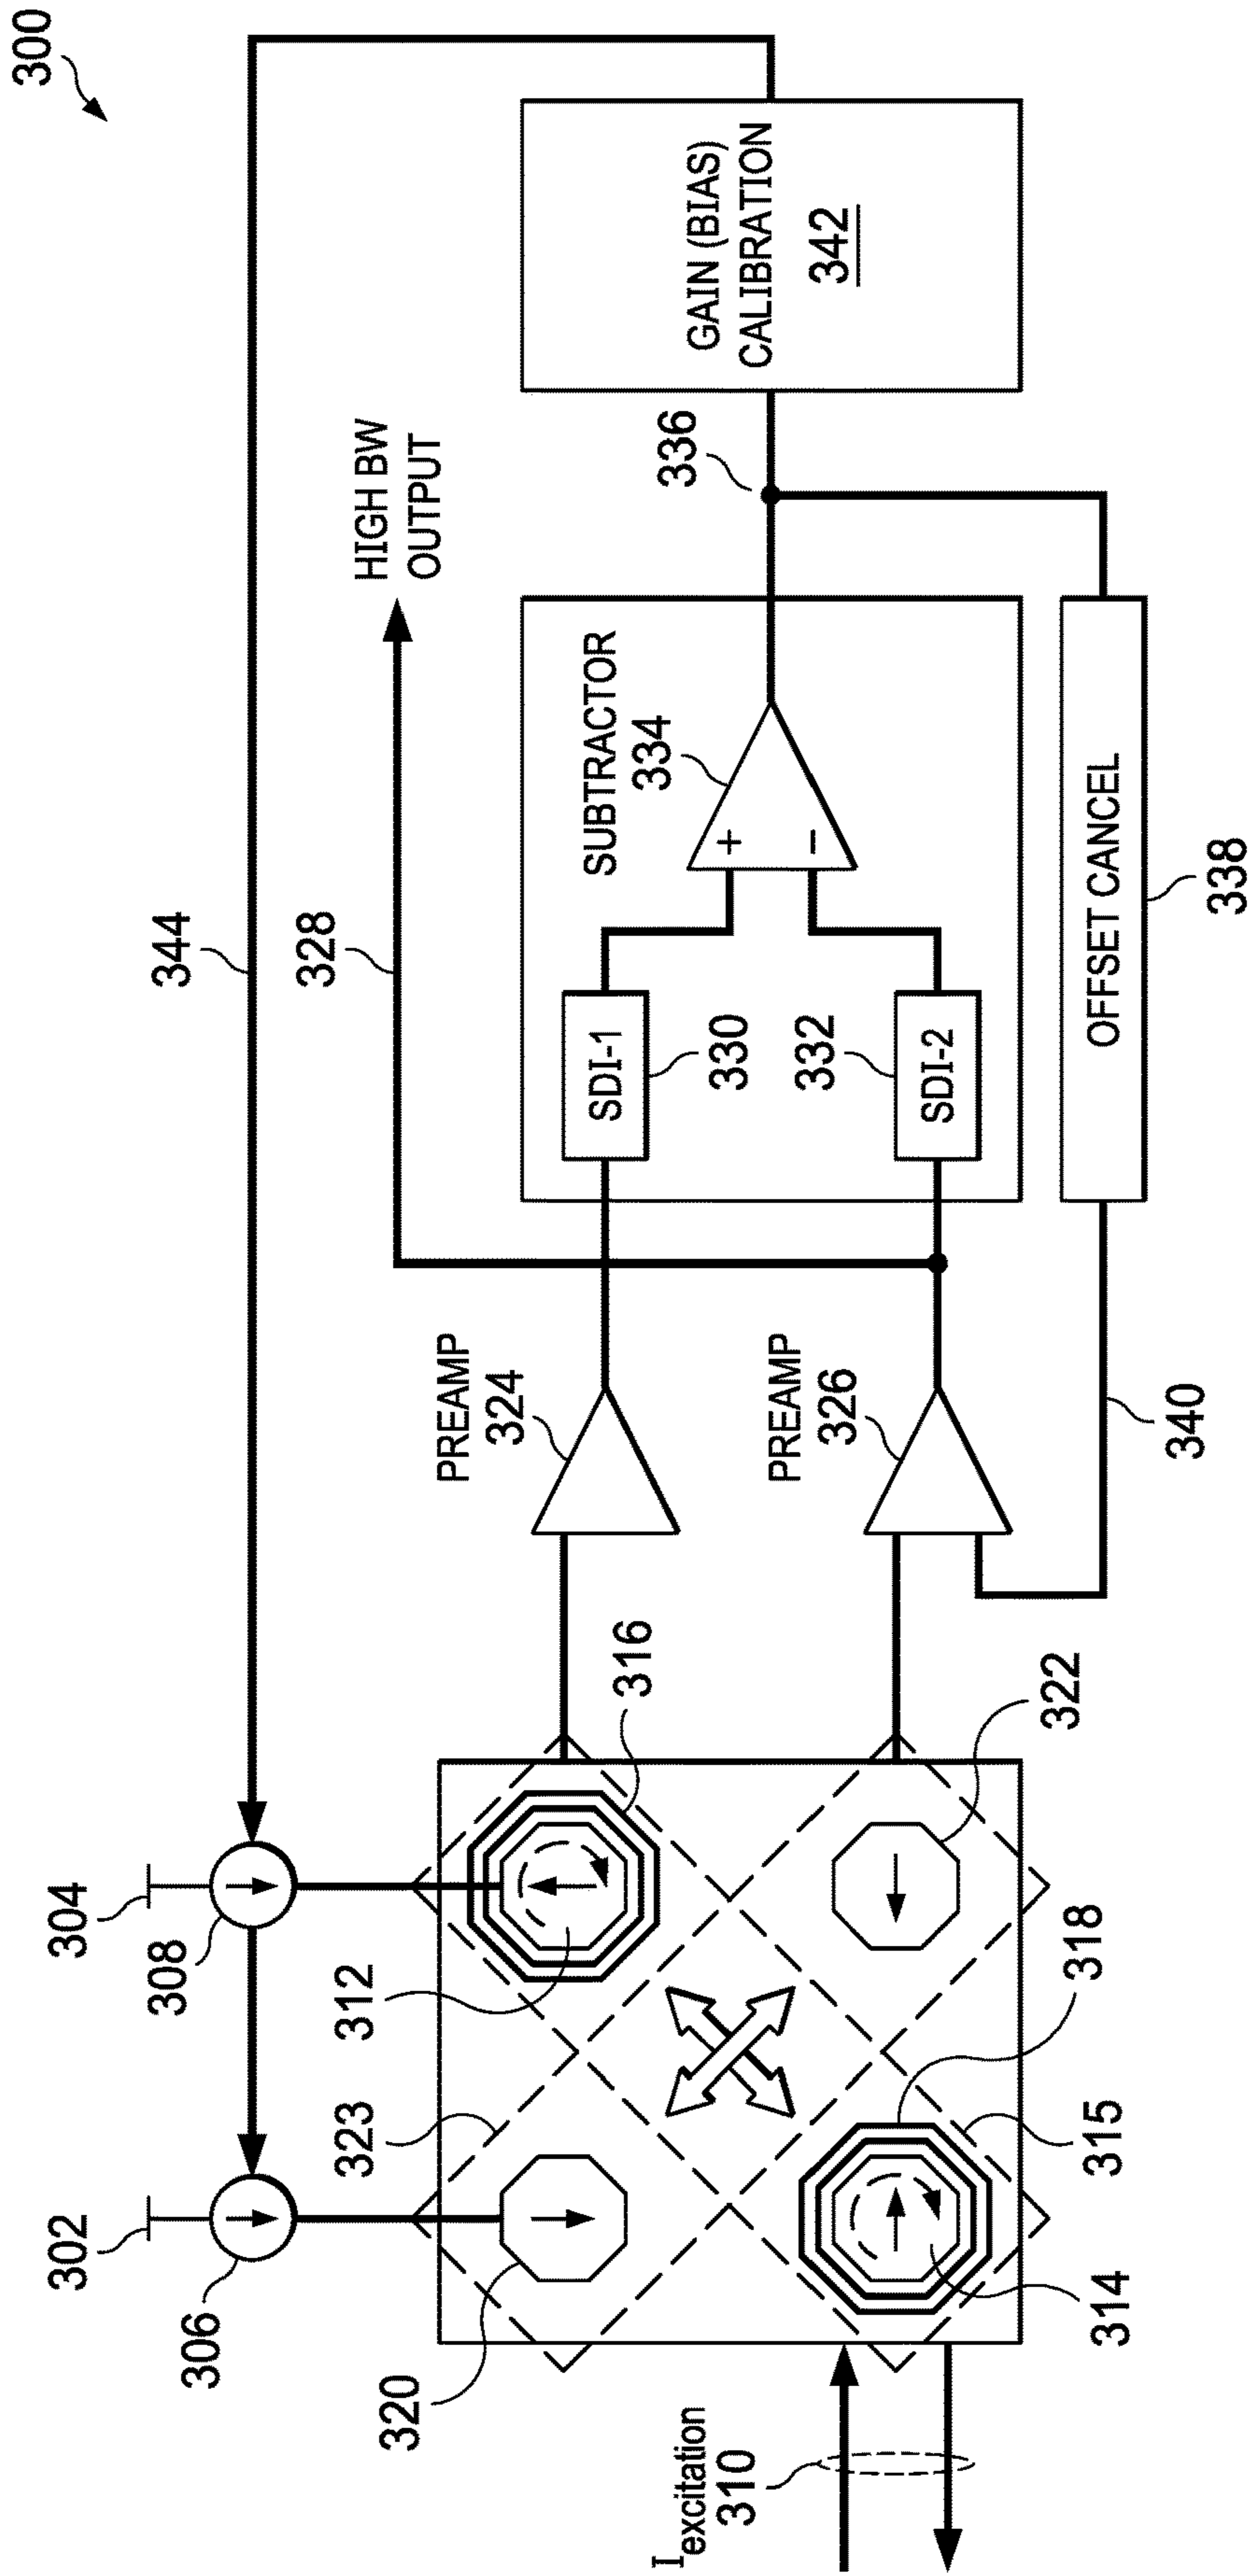 300
344
HIGH BW
OUTPUT
328
302
304
306
308
PREAMP
324
SUBTRACTOR
334
336
GAIN (BIAS)
CALIBRATION
342
SDI-1
330
+
−
PREAMP
326
332
SDI-2
OFFSET CANCEL
338
340
320
323
312
316
Iexcitation
310
314
315
318
322